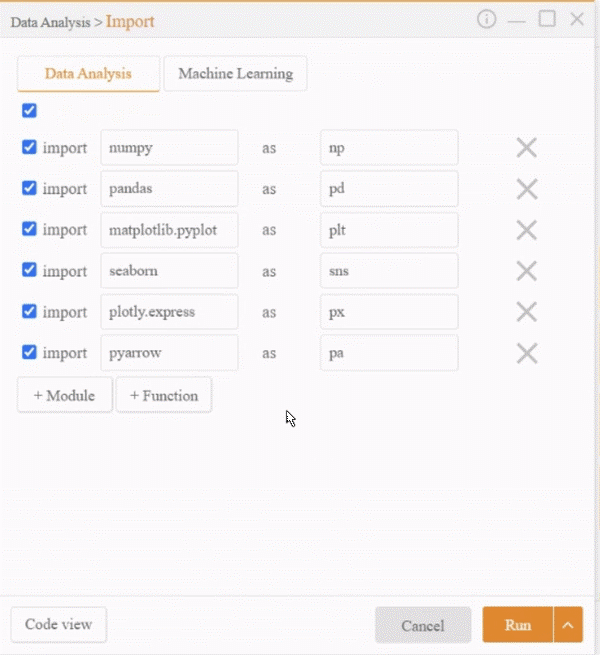 Data Analysis > Import
Data Analysis Machine Learning
import numpy as np
import pandas as pd
import matplotlib.pyplot as plt
import seaborn as sns
import plotly.express as px
import pyarrow as pa
+ Module + Function
Code view Cancel Run